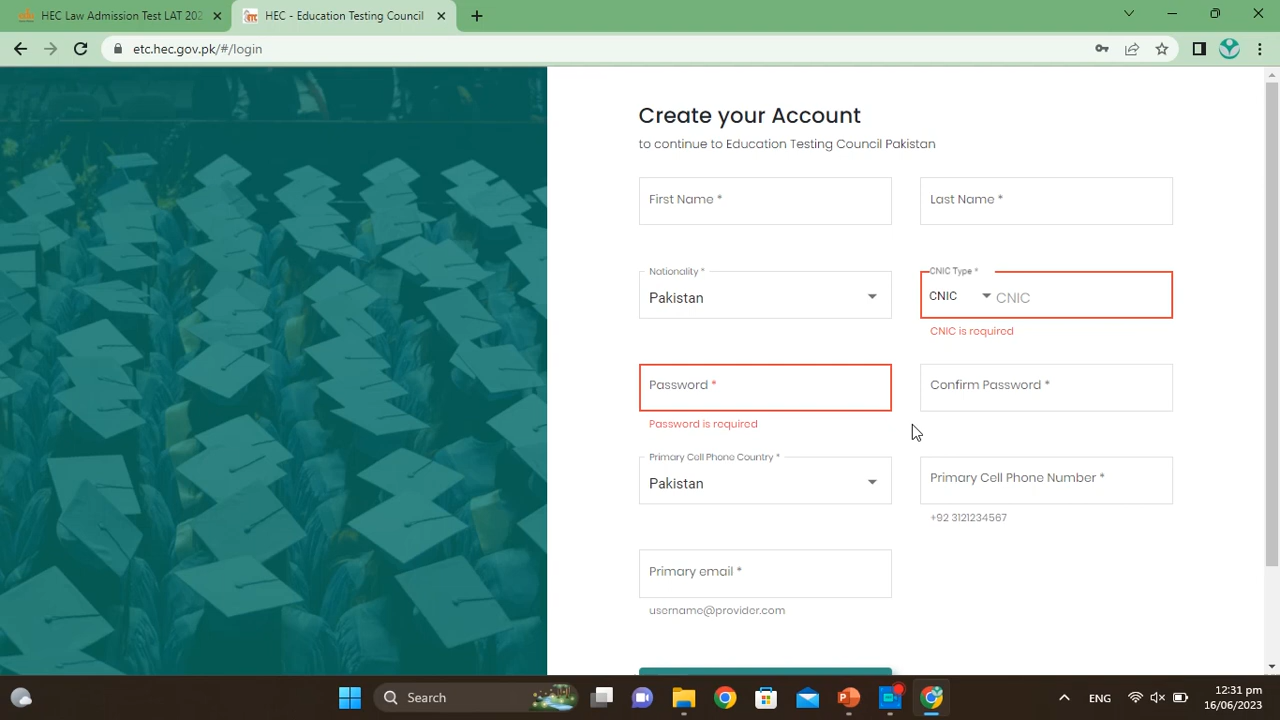 HEC Law Admission Test LAT 202
HEC - Education Testing Council
etc.hec.gov.pk/#/login
Create your Account
to continue to Education Testing Council Pakistan
First Name *
Last Name *
Nationality *
Pakistan
CNIC Type *
CNIC
CNIC
CNIC is required
Password *
Password is required
Confirm Password *
Primary Cell Phone Country *
Pakistan
Primary Cell Phone Number *
+92 3121234567
Primary email *
username@provider.com
Search
ENG
12:31 pm
16/06/2023